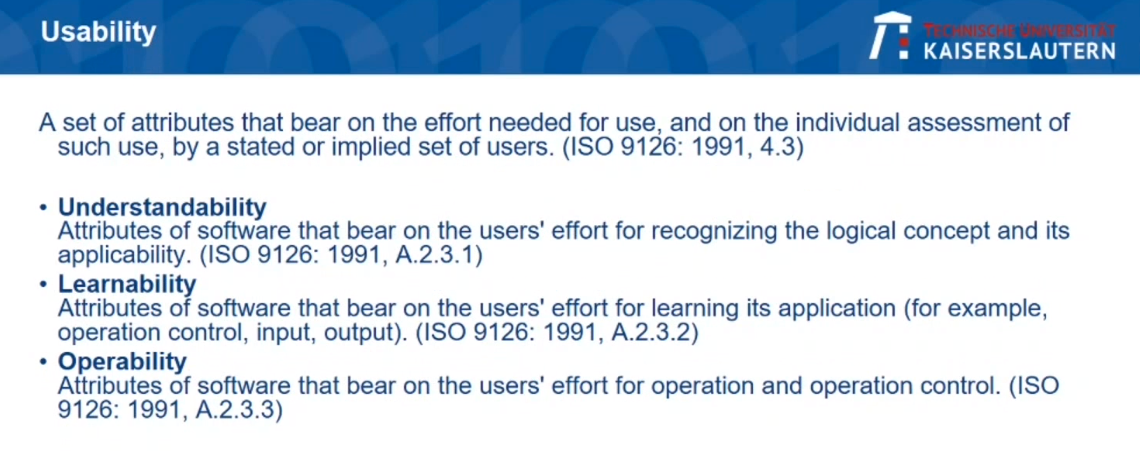 Usability
TECHNISCHE UNIVERSITÄT
KAISERSLAUTERN
A set of attributes that bear on the effort needed for use, and on the individual assessment of
such use, by a stated or implied set of users. (ISO 9126: 1991, 4.3)
• Understandability
Attributes of software that bear on the users' effort for recognizing the logical concept and its
applicability. (ISO 9126: 1991, A.2.3.1)
• Learnability
Attributes of software that bear on the users' effort for learning its application (for example,
operation control, input, output). (ISO 9126: 1991, A.2.3.2)
• Operability
Attributes of software that bear on the users' effort for operation and operation control. (ISO
9126: 1991, A.2.3.3)